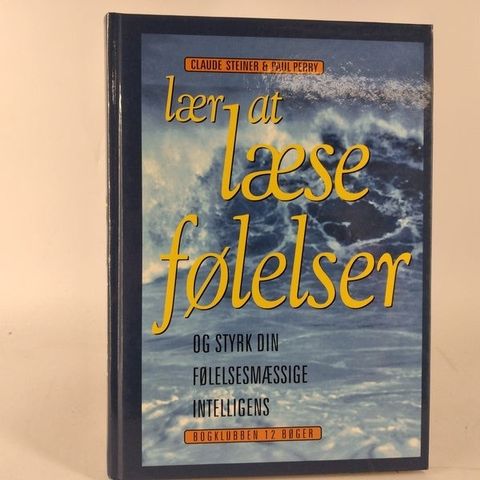 CLAUDE STEINER & PAUL PERRY
lær at
læse
følelser
OG STYRK DIN
FØLELSESMÆSSIGE
INTELLIGENS
BOGKLUBBEN 12 BØGER